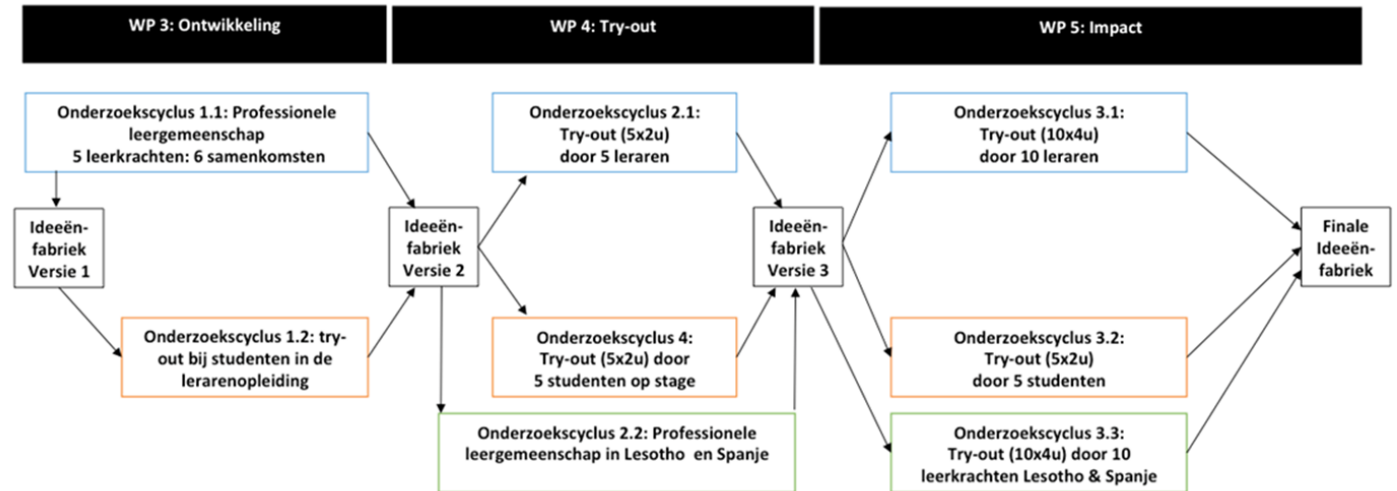 WP 3: Ontwikkeling
WP 4: Try-out
WP 5: Impact
Onderzoekscyclus 1.1: Professionele
leergemeenschap
5 leerkrachten: 6 samenkomsten
Onderzoekscyclus 2.1:
Try-out (5x2u)
door 5 leraren
Onderzoekscyclus 3.1:
Try-out (10x4u)
door 10 leraren
Ideeën-
fabriek
Versie 1
Ideeën-
fabriek
Versie 2
Ideeën-
fabriek
Versie 3
Finale
Ideeën-
fabriek
Onderzoekscyclus 1.2: try-
out bij studenten in de
lerarenopleiding
Onderzoekscyclus 4:
Try-out (5x2u) door
5 studenten op stage
Onderzoekscyclus 3.2:
Try-out (5x2u)
door 5 studenten
Onderzoekscyclus 2.2: Professionele
leergemeenschap in Lesotho en Spanje
Onderzoekscyclus 3.3:
Try-out (10x4u) door 10
leerkrachten Lesotho & Spanje